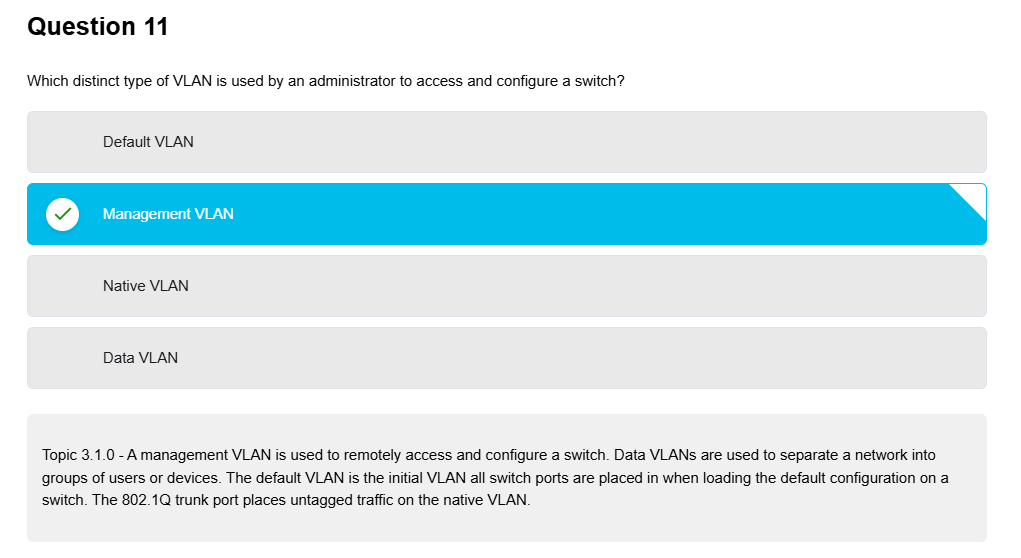 Question 11
Which distinct type of VLAN is used by an administrator to access and configure a switch?
Default VLAN
Management VLAN
Native VLAN
Data VLAN
Topic 3.1.0 - A management VLAN is used to remotely access and configure a switch. Data VLANs are used to separate a network into
groups of users or devices. The default VLAN is the initial VLAN all switch ports are placed in when loading the default configuration on a
switch. The 802.1Q trunk port places untagged traffic on the native VLAN.